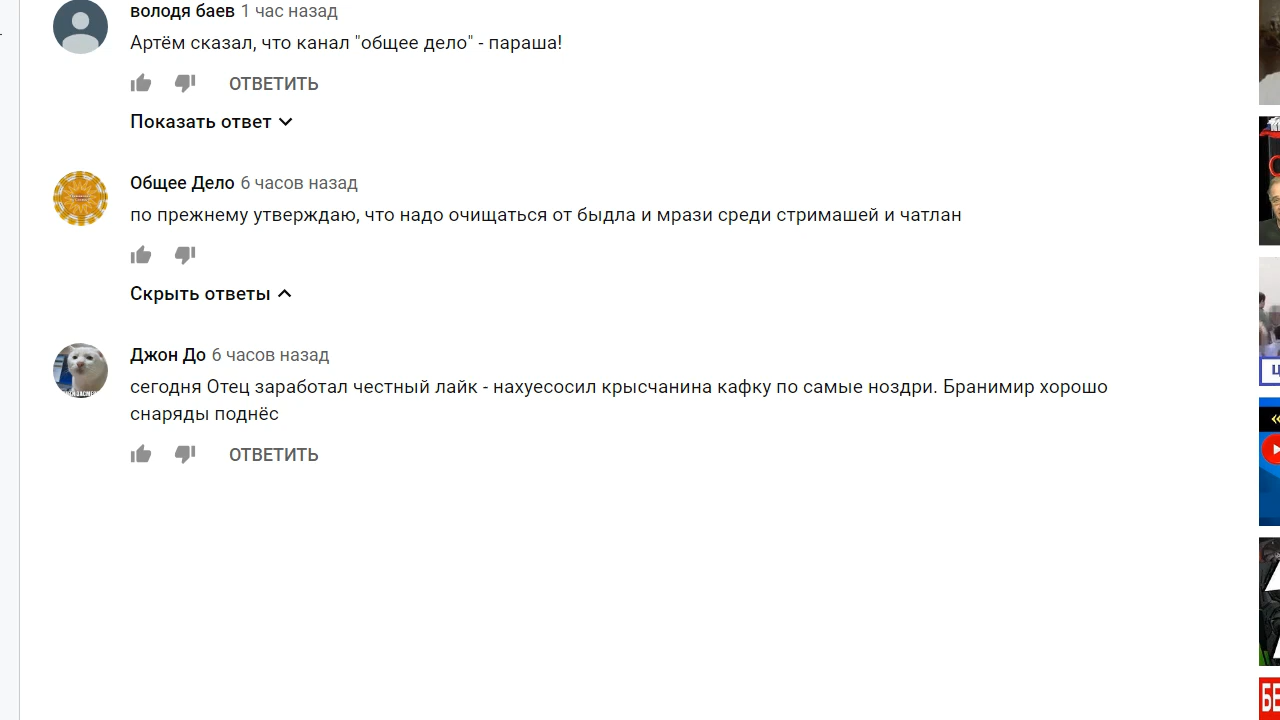 володя баев 1 час назад
Артём сказал, что канал "общее дело" - параша!
ОТВЕТИТЬ
Показать ответ
Общее Дело 6 часов назад
по прежнему утверждаю, что надо очищаться от быдла и мрази среди стримашей и чатлан
Скрыть ответы
Джон До 6 часов назад
сегодня Отец заработал честный лайк - нахуесосил крысчанина кафку по самые ноздри. Бранимир хорошо
снаряды поднёс
ОТВЕТИТЬ